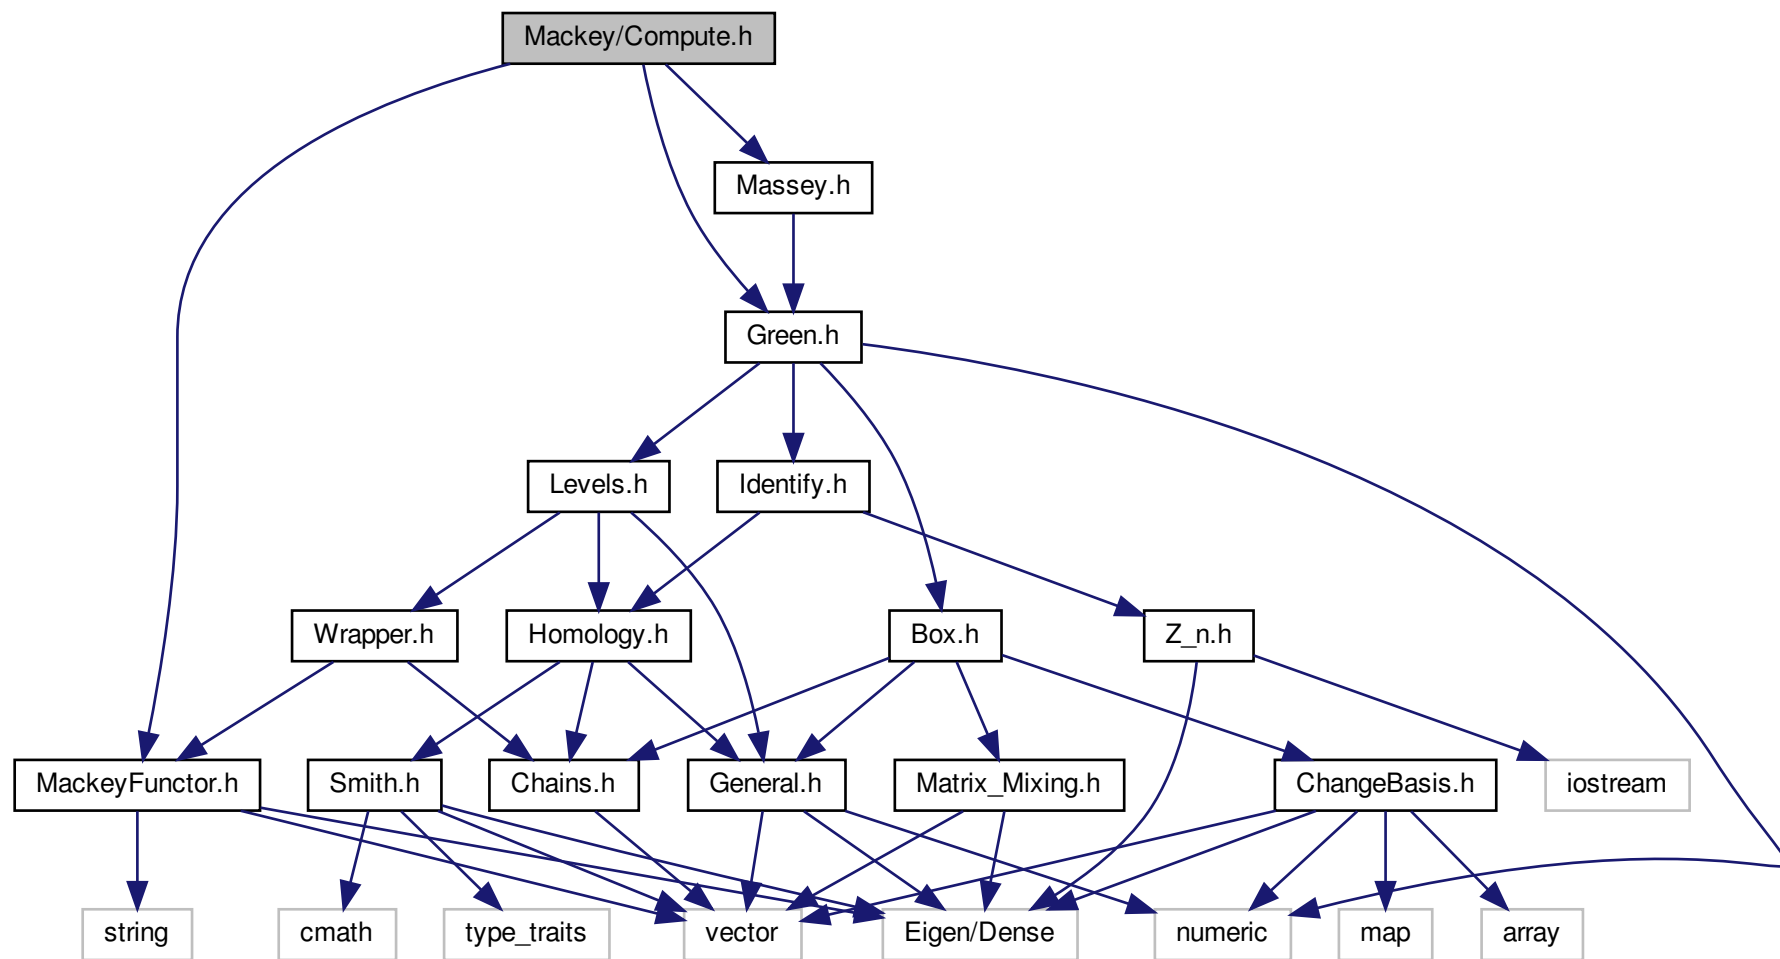 Mackey/Compute.h
Massey.h
Green.h
Levels.h
Identify.h
Wrapper.h
Homology.h
Box.h
Z_n.h
MackeyFunctor.h
Smith.h
Chains.h
General.h
Matrix_Mixing.h
ChangeBasis.h
iostream
string
cmath
type_traits
vector
Eigen/Dense
numeric
map
array